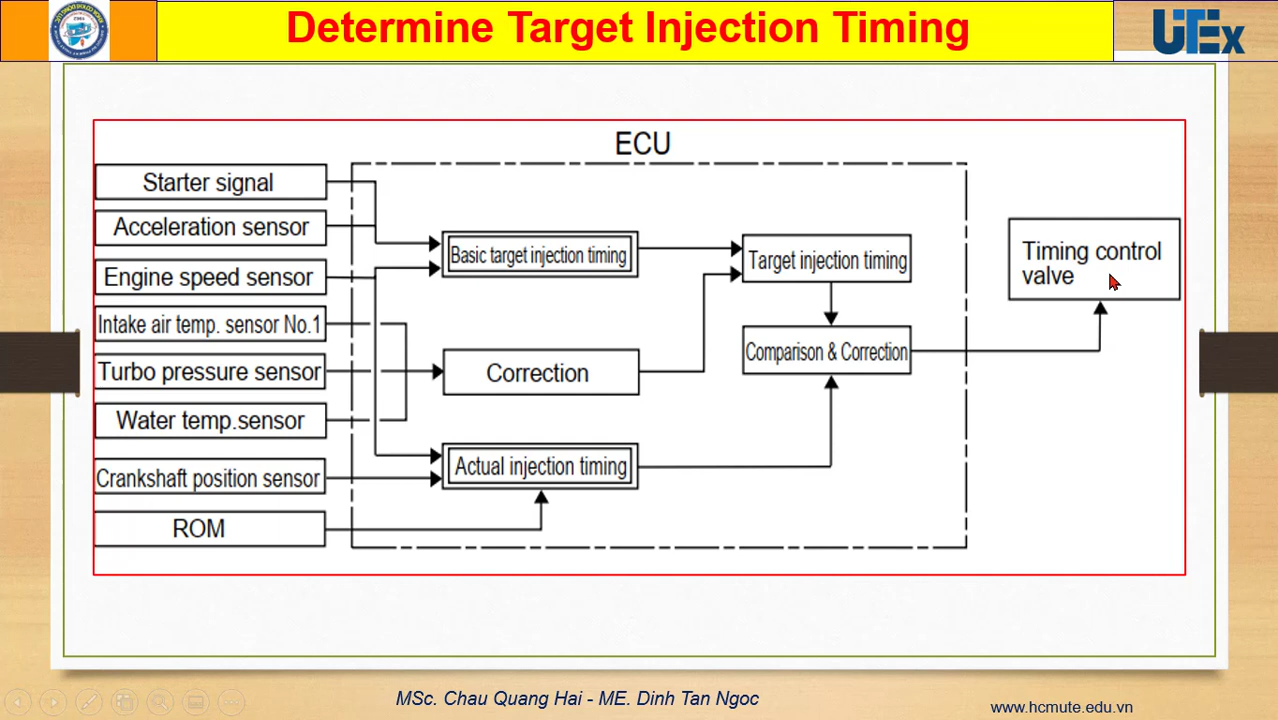 Determine Target Injection Timing
UTEx
ECU
Starter signal
Acceleration sensor
Engine speed sensor
Intake air temp. sensor No.1
Turbo pressure sensor
Water temp.sensor
Crankshaft position sensor
ROM
Basic target injection timing
Correction
Actual injection timing
Target injection timing
Comparison & Correction
Timing control
valve
MSc. Chau Quang Hai - ME. Dinh Tan Ngoc
www.hcmute.edu.vn